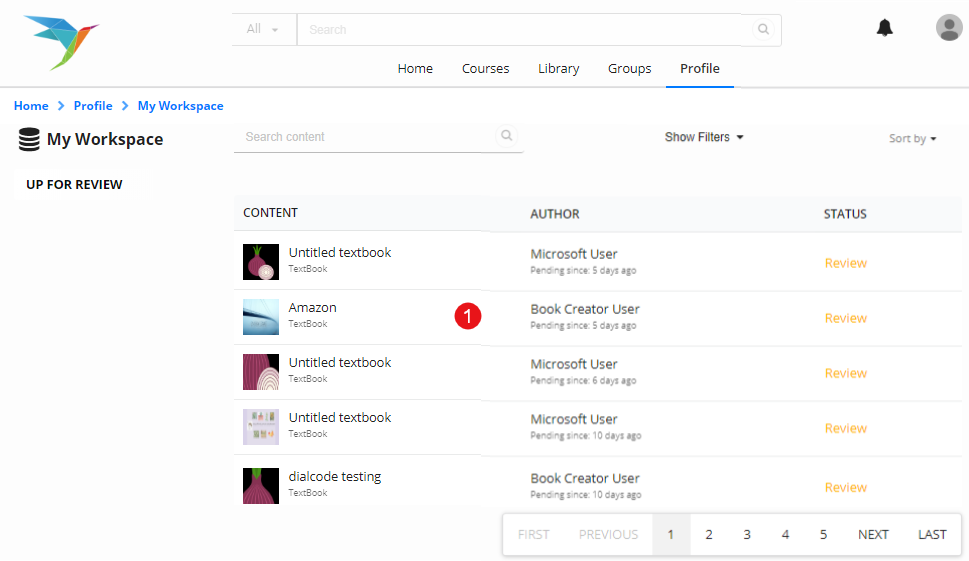 All
Search
Home Courses Library Groups Profile
Home > Profile > My Workspace
My Workspace
Search content
Show Filters
Sort by
UP FOR REVIEW
CONTENT AUTHOR STATUS
Untitled textbook Microsoft User
TextBook Pending since: 5 days ago Review
Amazon Book Creator User
TextBook 1 Pending since: 5 days ago Review
Untitled textbook Microsoft User
TextBook Pending since: 6 days ago Review
Untitled textbook Microsoft User
TextBook Pending since: 10 days ago Review
dialcode testing Book Creator User
TextBook Pending since: 10 days ago Review
FIRST PREVIOUS 1 2 3 4 5 NEXT LAST